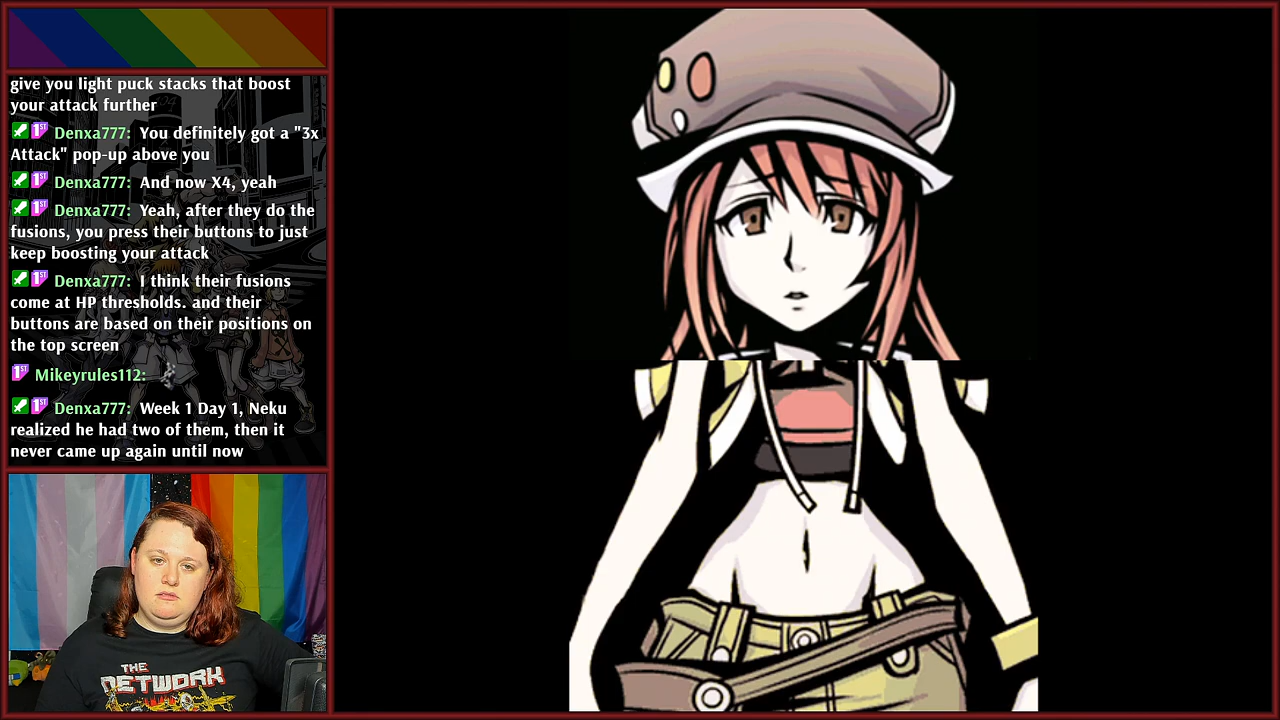 give you light puck stacks that boost
your attack further
Denxa777: You definitely got a "3x
Attack" pop-up above you
Denxa777: And now X4, yeah
Denxa777: Yeah, after they do the
fusions, you press their buttons to just
keep boosting your attack
Denxa777: I think their fusions
come at HP thresholds. and their
buttons are based on their positions on
the top screen
Mikeyrules112:
Denxa777: Week 1 Day 1, Neku
realized he had two of them, then it
never came up again until now
THE
NETWORK